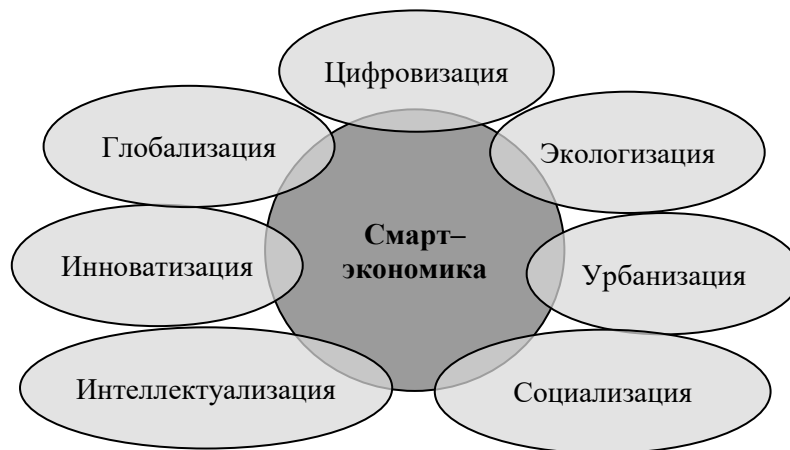 Цифровизация
Глобализация
Экологизация
Смарт–
экономика
Инноватизация
Урбанизация
Интеллектуализация
Социализация